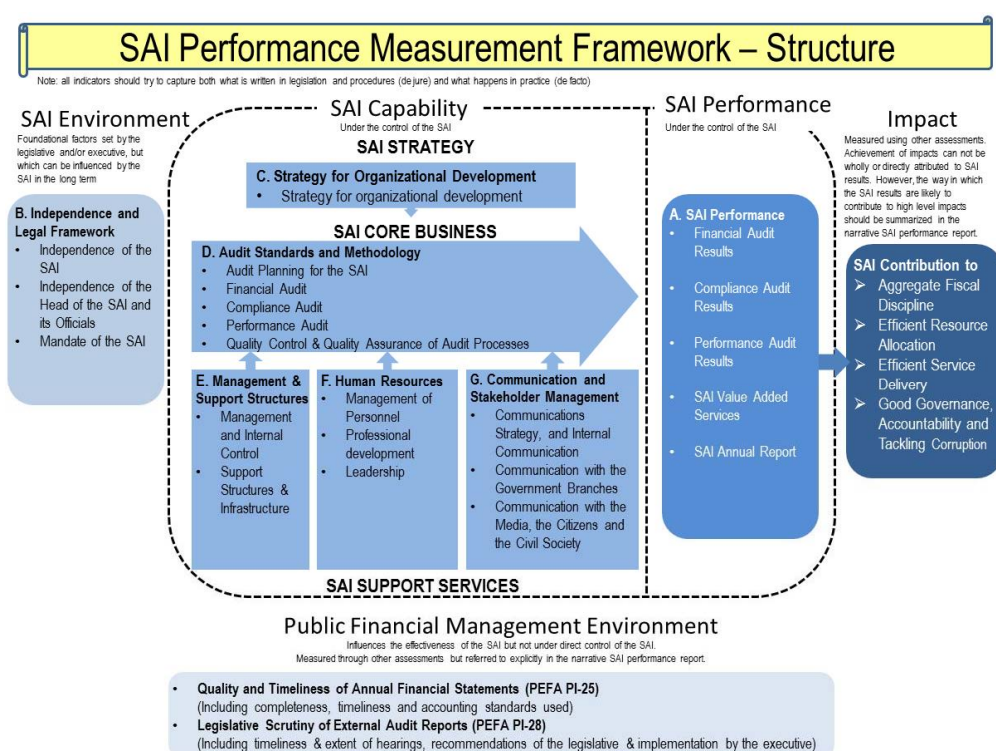 SAI Performance Measurement Framework – Structure
Note: all indicators should try to capture both what is written in legislation and procedures (de jure) and what happens in practice (de facto)
SAI Environment
Foundational factors set by the
legislative and/or executive, but
which can be influenced by the
SAI in the long term
B. Independence and
Legal Framework
• Independence of the
SAI
• Independence of the
Head of the SAI and
its Officials
• Mandate of the SAI
SAI Capability
Under the control of the SAI
SAI STRATEGY
C. Strategy for Organizational Development
• Strategy for organizational development
SAI CORE BUSINESS
D. Audit Standards and Methodology
• Audit Planning for the SAI
• Financial Audit
• Compliance Audit
• Performance Audit
• Quality Control & Quality Assurance of Audit Processes
E. Management &
Support Structures
• Management
and Internal
Control
• Support
Structures &
Infrastructure
F. Human Resources
• Management of
Personnel
• Professional
development
• Leadership
G. Communication and
Stakeholder Management
• Communications
Strategy, and Internal
Communication
• Communication with the
Government Branches
• Communication with the
Media, the Citizens and
the Civil Society
SAI SUPPORT SERVICES
SAI Performance
Under the control of the SAI
A. SAI Performance
• Financial Audit
Results
• Compliance Audit
Results
• Performance Audit
Results
• SAI Value Added
Services
• SAI Annual Report
Impact
Measured using other assessments.
Achievement of impacts can not be
wholly or directly attributed to SAI
results. However, the way in which
the SAI results are likely to
contribute to high level impacts
should be summarized in the
narrative SAI performance report.
SAI Contribution to
➢ Aggregate Fiscal
Discipline
➢ Efficient Resource
Allocation
➢ Efficient Service
Delivery
➢ Good Governance,
Accountability and
Tackling Corruption
Public Financial Management Environment
Influences the effectiveness of the SAI but not under direct control of the SAI.
Measured through other assessments but referred to explicitly in the narrative SAI performance report.
• Quality and Timeliness of Annual Financial Statements (PEFA PI-25)
(Including completeness, timeliness and accounting standards used)
• Legislative Scrutiny of External Audit Reports (PEFA PI-28)
(Including timeliness & extent of hearings, recommendations of the legislative & implementation by the executive)